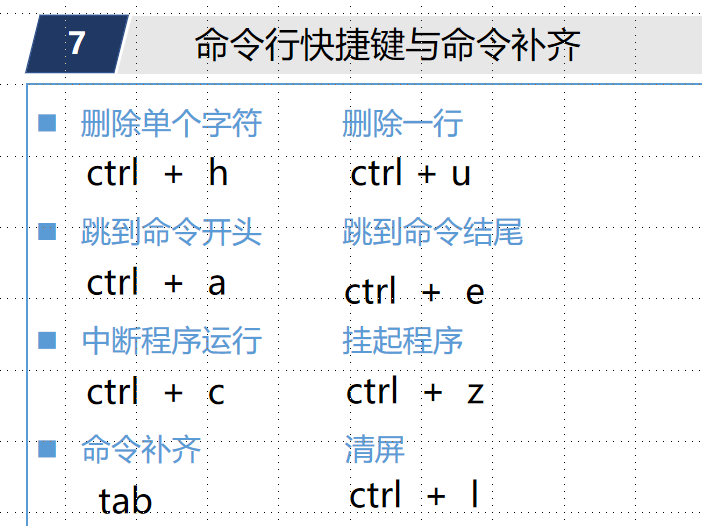 7 命令行快捷键与命令补齐
删除单个字符 删除一行
ctrl + h ctrl + u
跳到命令开头 跳到命令结尾
ctrl + a ctrl + e
中断程序运行 挂起程序
ctrl + c ctrl + z
命令补齐 清屏
tab ctrl + l